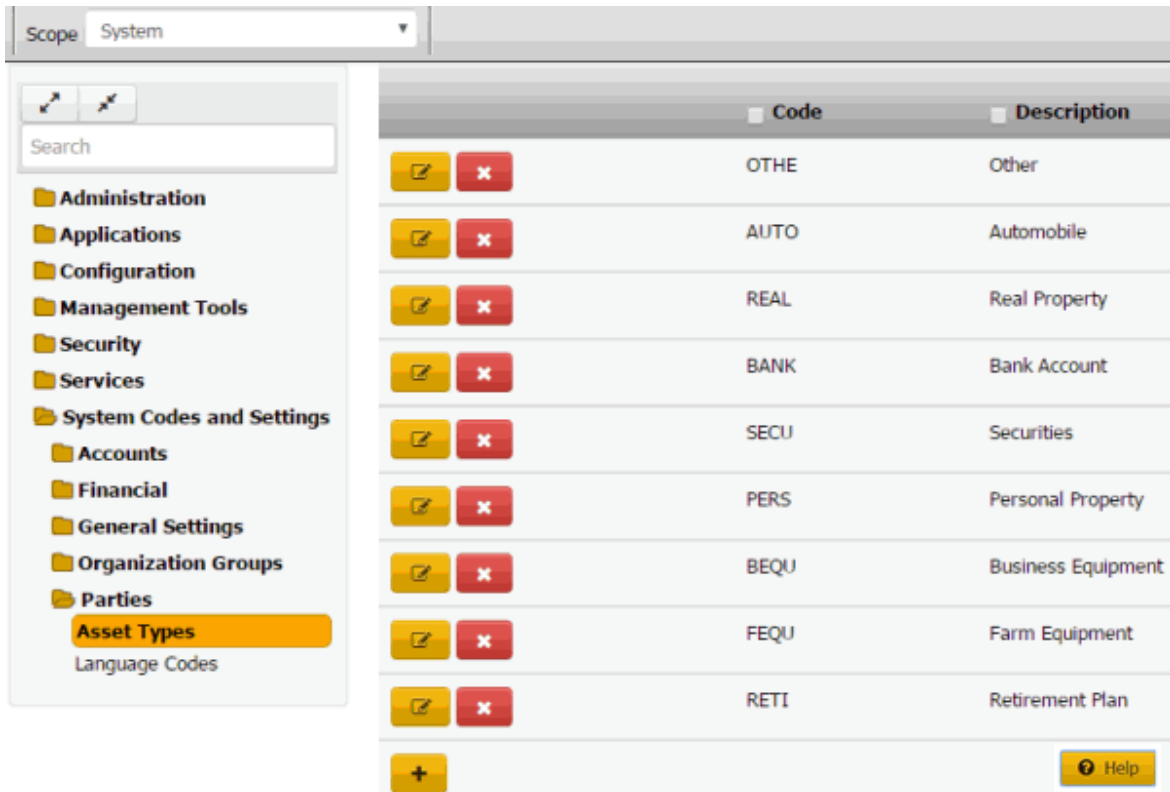 Scope System
Code Description
Search
Administration
Applications
Configuration
Management Tools
Security
Services
System Codes and Settings
Accounts
Financial
General Settings
Organization Groups
Parties
Asset Types
Language Codes
OTHE Other
AUTO Automobile
REAL Real Property
BANK Bank Account
SECU Securities
PERS Personal Property
BEQU Business Equipment
FEQU Farm Equipment
RETI Retirement Plan
Help